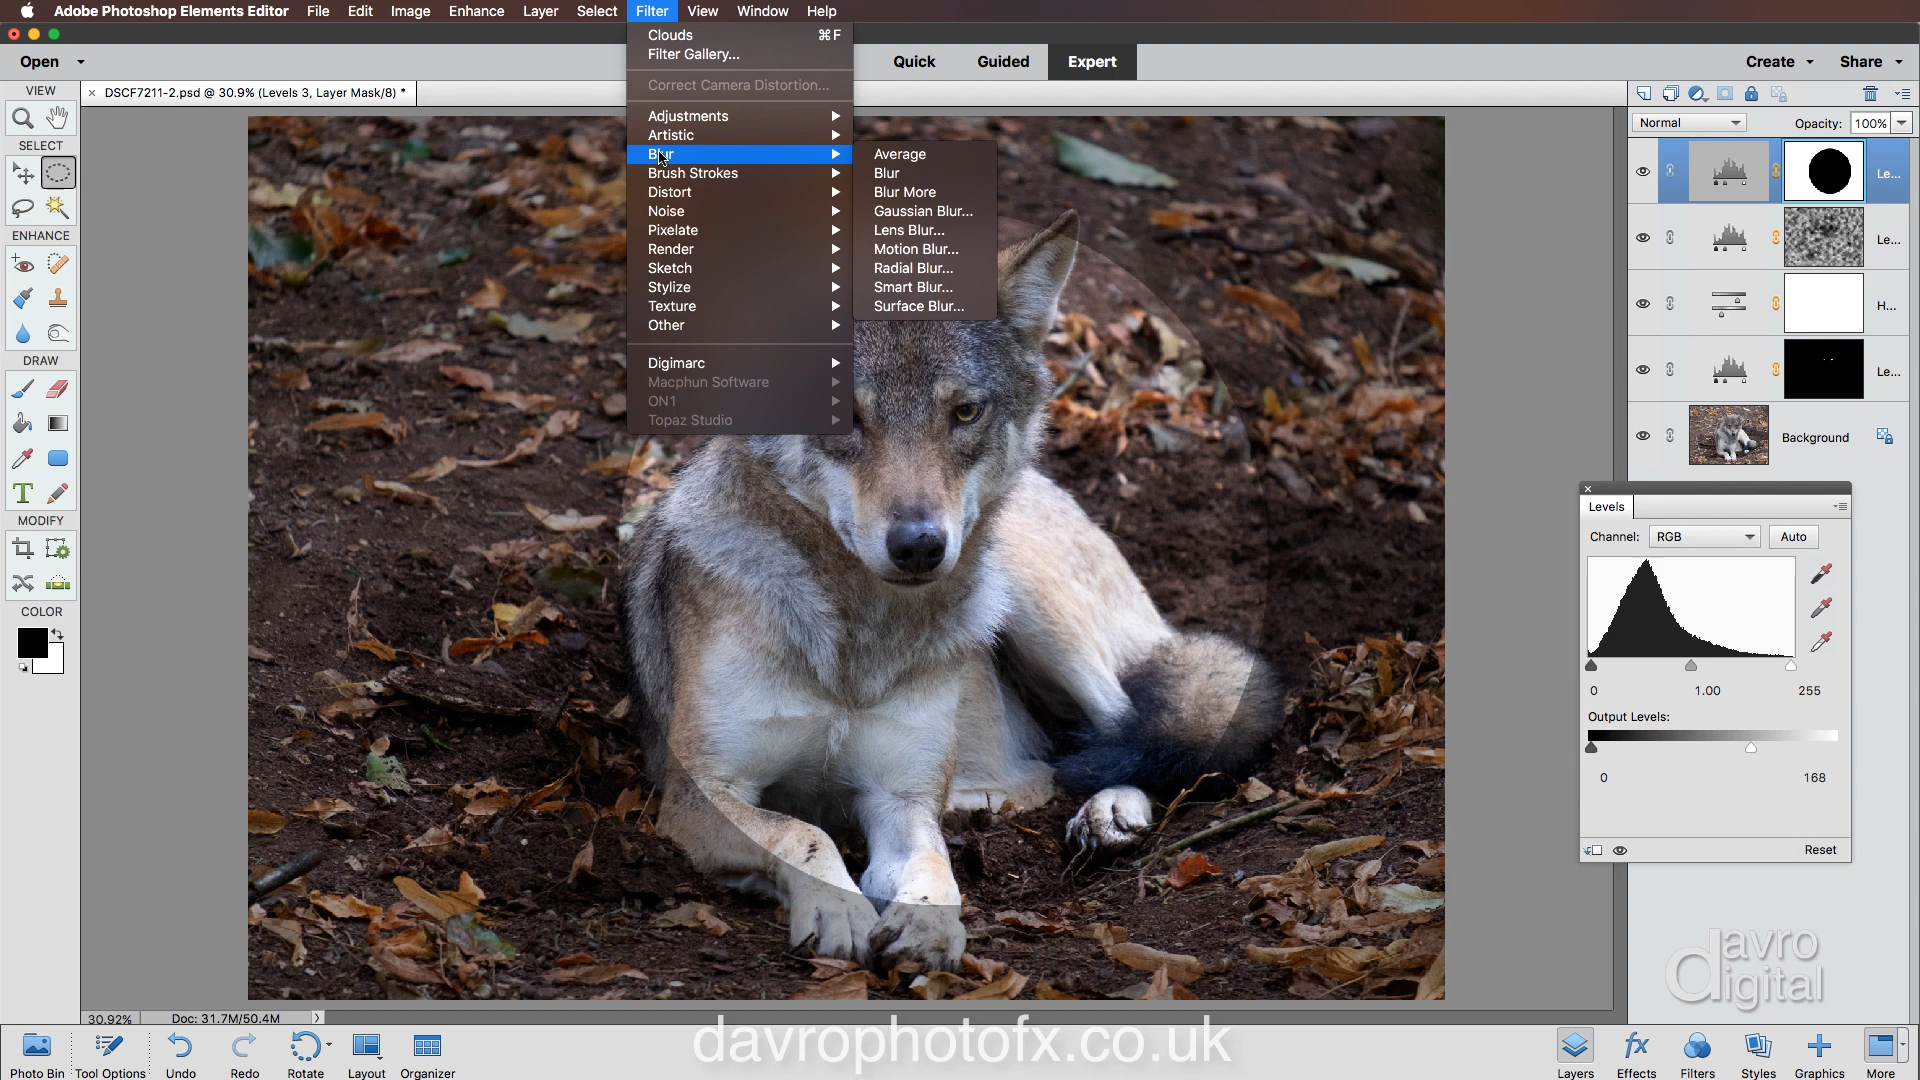 Adobe Photoshop Elements Editor File Edit Image Enhance Layer Select Filter View Window Help
Open
Quick Guided Expert
Create Share
VIEW
× DSCF7211-2.psd @ 30.9% (Levels 3, Layer Mask/8) *
SELECT
ENHANCE
DRAW
MODIFY
COLOR
Clouds ⌘F
Filter Gallery...
Correct Camera Distortion...
Adjustments
Artistic
Blur
Brush Strokes
Distort
Noise
Pixelate
Render
Sketch
Stylize
Texture
Other
Digimarc
Macphun Software
ON1
Topaz Studio
Average
Blur
Blur More
Gaussian Blur...
Lens Blur...
Motion Blur...
Radial Blur...
Smart Blur...
Surface Blur...
Normal Opacity: 100%
Le...
Le...
H...
Le...
Background
Levels
Channel: RGB Auto
0 1.00 255
Output Levels:
0 168
Reset
davro
digital
30.92% Doc: 31.7M/50.4M
davrophotofx.co.uk
Photo Bin Tool Options Undo Redo Rotate Layout Organizer
Layers Effects Filters Styles Graphics More